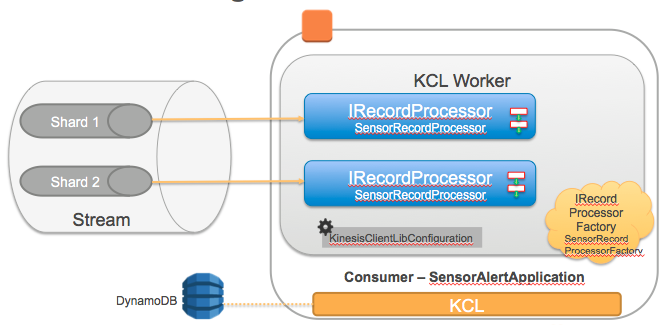 KCL Worker
Shard 1
IRecordProcessor
SensorRecordProcessor
Shard 2
IRecordProcessor
SensorRecordProcessor
Stream
IRecord
Processor
Factory
SensorRecord
ProcessorFactory
KinesisClientLibConfiguration
Consumer – SensorAlertApplication
DynamoDB
KCL